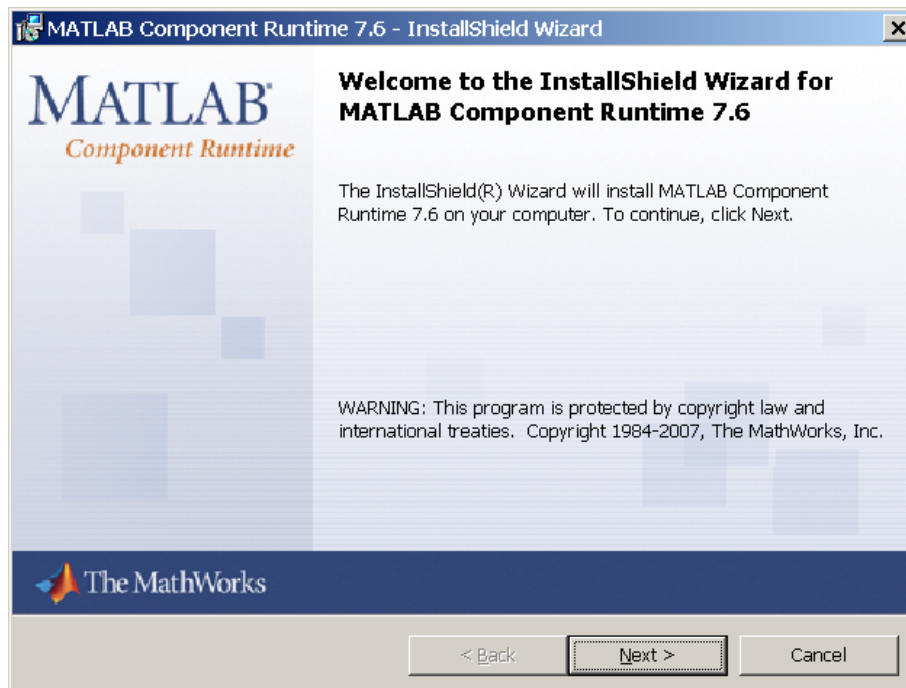 MATLAB Component Runtime 7.6 - InstallShield Wizard
MATLAB®
Component Runtime
Welcome to the InstallShield Wizard for
MATLAB Component Runtime 7.6
The InstallShield(R) Wizard will install MATLAB Component
Runtime 7.6 on your computer. To continue, click Next.
WARNING: This program is protected by copyright law and
international treaties. Copyright 1984-2007, The MathWorks, Inc.
The MathWorks
< Back
Next >
Cancel